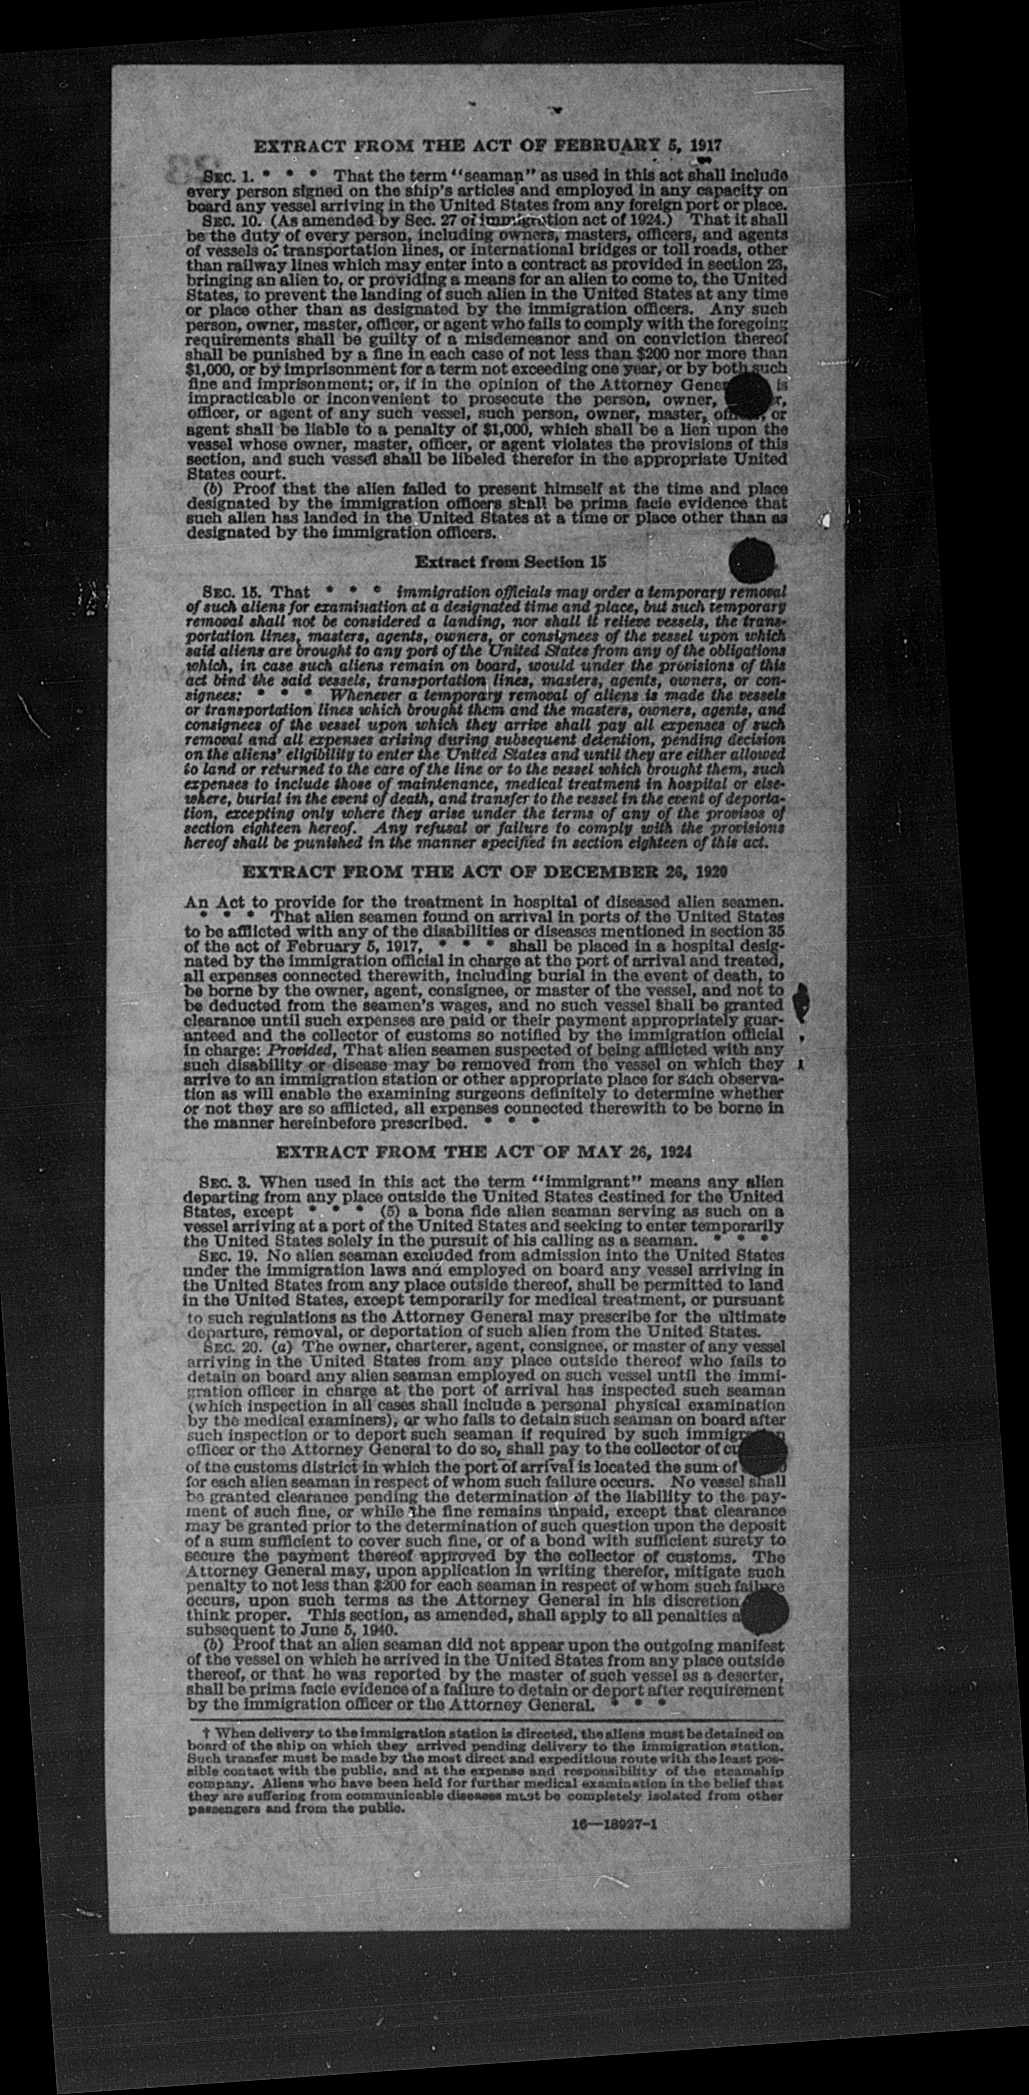 EXTRACT FROM THE ACT OF FEBRUARY 5, 1917
SEC. 1. * * * That the term "seaman" as used in this act shall include
every person signed on the ship's articles and employed in any capacity on
board any vessel arriving in the United States from any foreign port or place.
SEC. 10. (As amended by Sec. 27 of immigration act of 1924.) That it shall
be the duty of every person, including owners, masters, officers, and agents
of vessels of transportation lines, or international bridges or toll roads, other
than railway lines which may enter into a contract as provided in section 23,
bringing an alien to, or providing a means for an alien to come to, the United
States, to prevent the landing of such alien in the United States at any time
or place other than as designated by the immigration officers. Any such
person, owner, master, officer, or agent who fails to comply with the foregoing
requirements shall be guilty of a misdemeanor and on conviction thereof
shall be punished by a fine in each case of not less than $200 nor more than
$1,000, or by imprisonment for a term not exceeding one year, or by both such
fine and imprisonment; or, if in the opinion of the Attorney Gener is
impracticable or inconvenient to prosecute the person, owner, r,
officer, or agent of any such vessel, such person, owner, master, officer, or
agent shall be liable to a penalty of $1,000, which shall be a lien upon the
vessel whose owner, master, officer, or agent violates the provisions of this
section, and such vessel shall be libeled therefor in the appropriate United
States court.
(b) Proof that the alien failed to present himself at the time and place
designated by the immigration officers shall be prima facie evidence that
such alien has landed in the United States at a time or place other than as
designated by the immigration officers.
Extract from Section 15
SEC. 15. That * * * immigration officials may order a temporary removal
of such aliens for examination at a designated time and place, but such temporary
removal shall not be considered a landing, nor shall it relieve vessels, the trans-
portation lines, masters, agents, owners, or consignees of the vessel upon which
said aliens are brought to any port of the United States from any of the obligations
which, in case such aliens remain on board, would under the provisions of this
act bind the said vessels, transportation lines, masters, agents, owners, or con-
signees: * * * Whenever a temporary removal of aliens is made the vessels
or transportation lines which brought them and the masters, owners, agents, and
consignees of the vessel upon which they arrive shall pay all expenses of such
removal and all expenses arising during subsequent detention, pending decision
on the aliens' eligibility to enter the United States and until they are either allowed
to land or returned to the care of the line or to the vessel which brought them, such
expenses to include those of maintenance, medical treatment in hospital or else-
where, burial in the event of death, and transfer to the vessel in the event of deporta-
tion, excepting only where they arise under the terms of any of the provisos of
section eighteen hereof. Any refusal or failure to comply with the provisions
hereof shall be punished in the manner specified in section eighteen of this act.
EXTRACT FROM THE ACT OF DECEMBER 26, 1920
An Act to provide for the treatment in hospital of diseased alien seamen.
* * * That alien seamen found on arrival in ports of the United States
to be afflicted with any of the disabilities or diseases mentioned in section 35
of the act of February 5, 1917, * * * shall be placed in a hospital desig-
nated by the immigration official in charge at the port of arrival and treated,
all expenses connected therewith, including burial in the event of death, to
be borne by the owner, agent, consignee, or master of the vessel, and not to
be deducted from the seamen's wages, and no such vessel shall be granted
clearance until such expenses are paid or their payment appropriately guar-
anteed and the collector of customs so notified by the immigration official
in charge: Provided, That alien seamen suspected of being afflicted with any
such disability or disease may be removed from the vessel on which they
arrive to an immigration station or other appropriate place for such observa-
tion as will enable the examining surgeons definitely to determine whether
or not they are so afflicted, all expenses connected therewith to be borne in
the manner hereinbefore prescribed. * * *
EXTRACT FROM THE ACT OF MAY 26, 1924
SEC. 3. When used in this act the term "immigrant" means any alien
departing from any place outside the United States destined for the United
States, except * * * (5) a bona fide alien seaman serving as such on a
vessel arriving at a port of the United States and seeking to enter temporarily
the United States solely in the pursuit of his calling as a seaman. * * *
SEC. 19. No alien seaman excluded from admission into the United States
under the immigration laws and employed on board any vessel arriving in
the United States from any place outside thereof, shall be permitted to land
in the United States, except temporarily for medical treatment, or pursuant
to such regulations as the Attorney General may prescribe for the ultimate
departure, removal, or deportation of such alien from the United States.
SEC. 20. (a) The owner, charterer, agent, consignee, or master of any vessel
arriving in the United States from any place outside thereof who fails to
detain on board any alien seaman employed on such vessel until the immi-
gration officer in charge at the port of arrival has inspected such seaman
(which inspection in all cases shall include a personal physical examination
by the medical examiners), or who fails to detain such seaman on board after
such inspection or to deport such seaman if required by such immigration
officer or the Attorney General to do so, shall pay to the collector of cu
of the customs district in which the port of arrival is located the sum of
for each alien seaman in respect of whom such failure occurs. No vessel shall
be granted clearance pending the determination of the liability to the pay-
ment of such fine, or while the fine remains unpaid, except that clearance
may be granted prior to the determination of such question upon the deposit
of a sum sufficient to cover such fine, or of a bond with sufficient surety to
secure the payment thereof approved by the collector of customs. The
Attorney General may, upon application in writing therefor, mitigate such
penalty to not less than $200 for each seaman in respect of whom such failure
occurs, upon such terms as the Attorney General in his discretion
think proper. This section, as amended, shall apply to all penalties a
subsequent to June 5, 1940.
(b) Proof that an alien seaman did not appear upon the outgoing manifest
of the vessel on which he arrived in the United States from any place outside
thereof, or that he was reported by the master of such vessel as a deserter,
shall be prima facie evidence of a failure to detain or deport after requirement
by the immigration officer or the Attorney General. * * *
† When delivery to the immigration station is directed, the aliens must be detained on
board of the ship on which they arrived pending delivery to the immigration station.
Such transfer must be made by the most direct and expeditious route with the least pos-
sible contact with the public, and at the expense and responsibility of the steamship
company. Aliens who have been held for further medical examination in the belief that
they are suffering from communicable diseases must be completely isolated from other
passengers and from the public.
16—18927-1